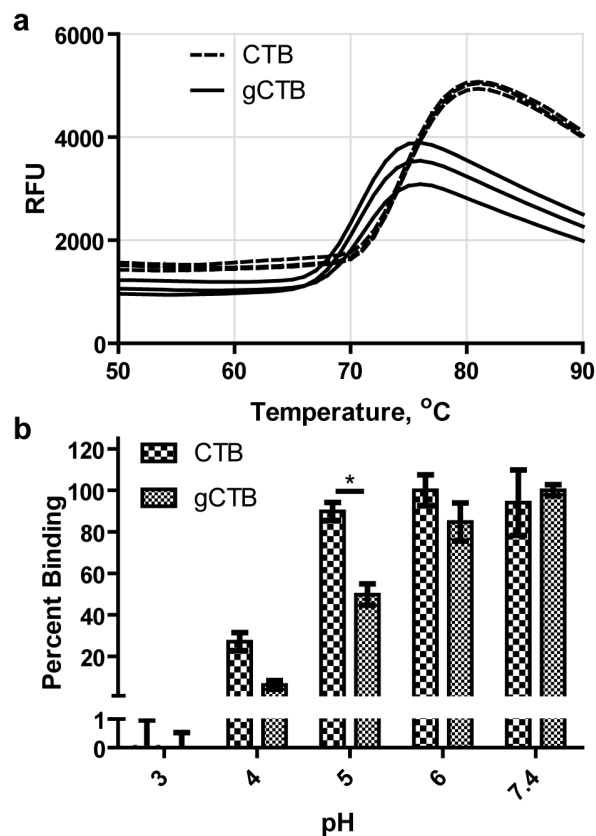 a
6000
4000
2000
0
RFU
CTB
gCTB
50 60 70 80 90
Temperature, °C
b
120
100
80
60
40
20
1
0
Percent Binding
CTB
gCTB
*
3 4 5 6 7.4
pH